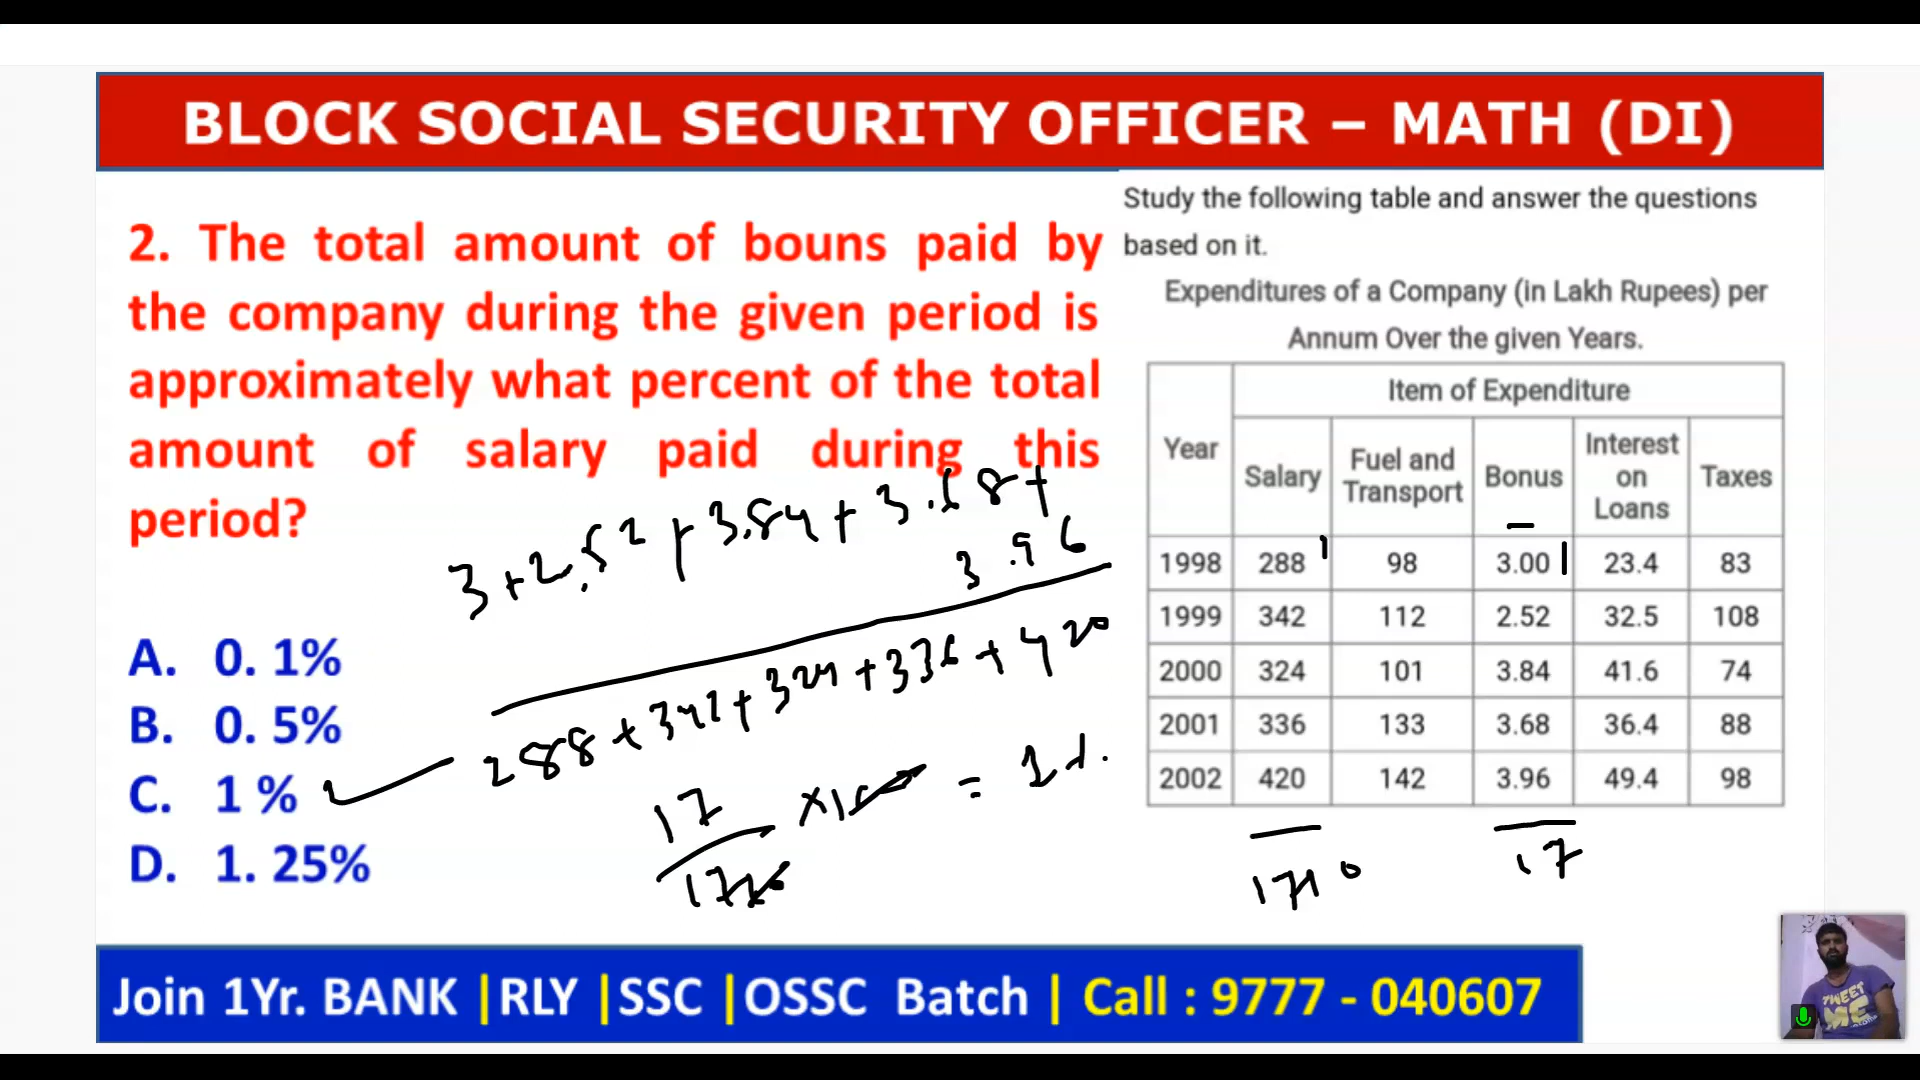 BLOCK SOCIAL SECURITY OFFICER – MATH (DI)
2. The total amount of bouns paid by
the company during the given period is
approximately what percent of the total
amount of salary paid during this
period?
3+2.52+3.84+3.68+
3.96
288+342+324+336+420
17
×100 = 1%.
A. 0. 1%
B. 0. 5%
C. 1 %
D. 1. 25%
Study the following table and answer the questions
based on it.
Expenditures of a Company (in Lakh Rupees) per
Annum Over the given Years.
Year Item of Expenditure
Salary Fuel and Transport Bonus Interest on Loans Taxes
1998 288 98 3.00 23.4 83
1999 342 112 2.52 32.5 108
2000 324 101 3.84 41.6 74
2001 336 133 3.68 36.4 88
2002 420 142 3.96 49.4 98
1710 17
Join 1Yr. BANK |RLY |SSC |OSSC Batch | Call : 9777 - 040607
TWEET
ME